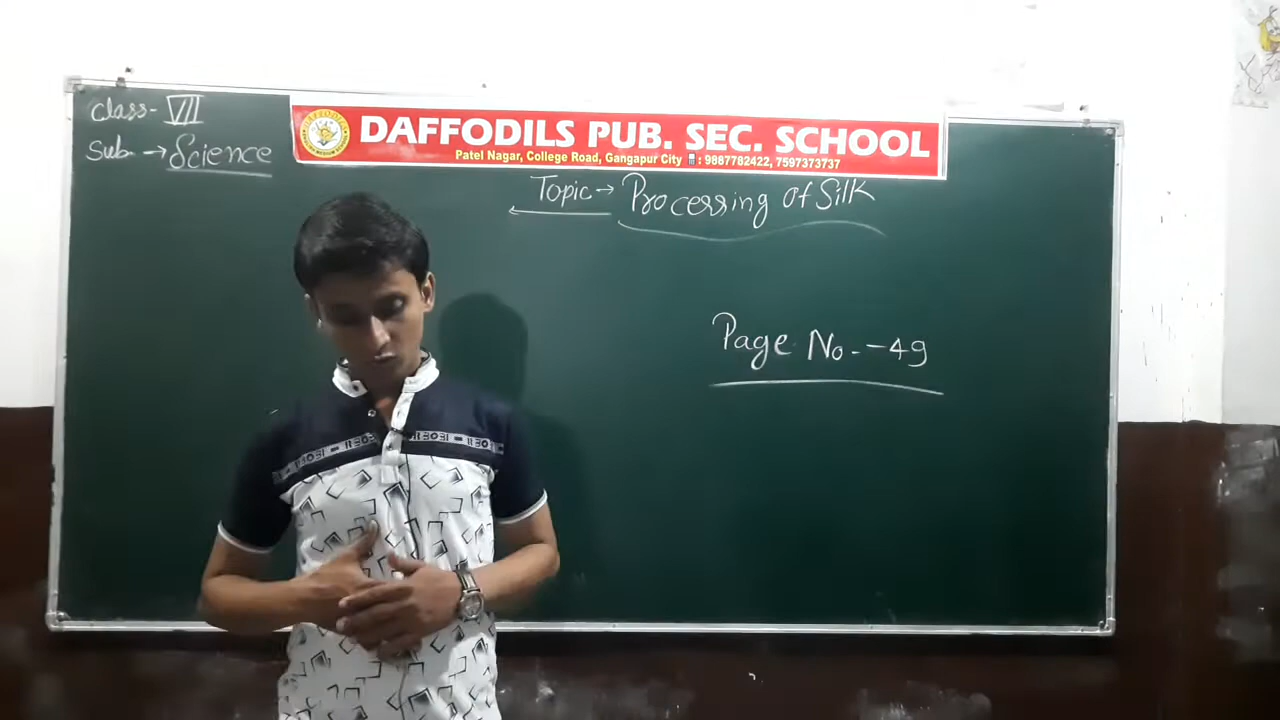 Class- VII
Sub → Science
DAFFODILS PUB. SEC. SCHOOL
Patel Nagar, College Road, Gangapur City : 9887782422, 7597373737
Topic → Processing of Silk
Page No. - 49